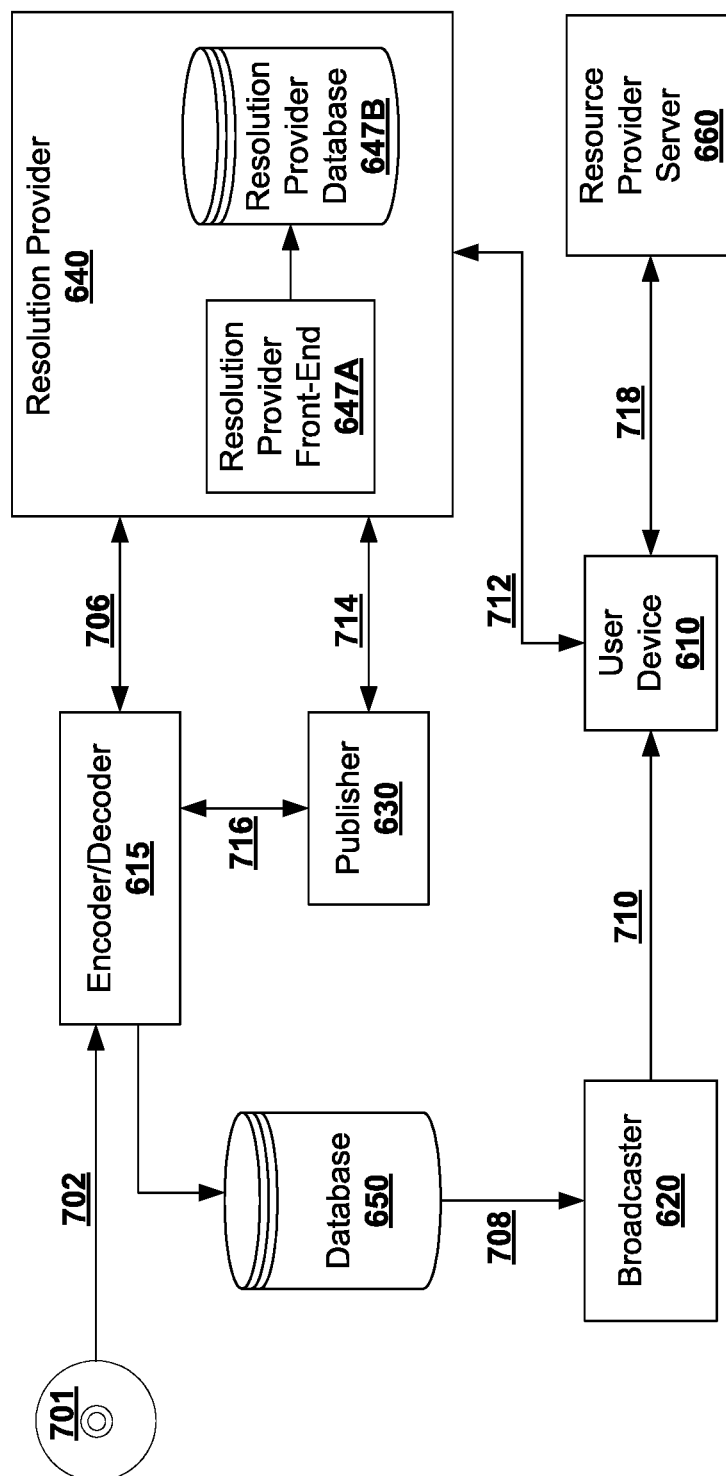 701
702
Encoder/Decoder
615
706
Resolution Provider
640
Resolution
Provider
Front-End
647A
Resolution
Provider
Database
647B
716
Publisher
630
714
Database
650
708
712
Broadcaster
620
710
User
Device
610
718
Resource
Provider
Server
660